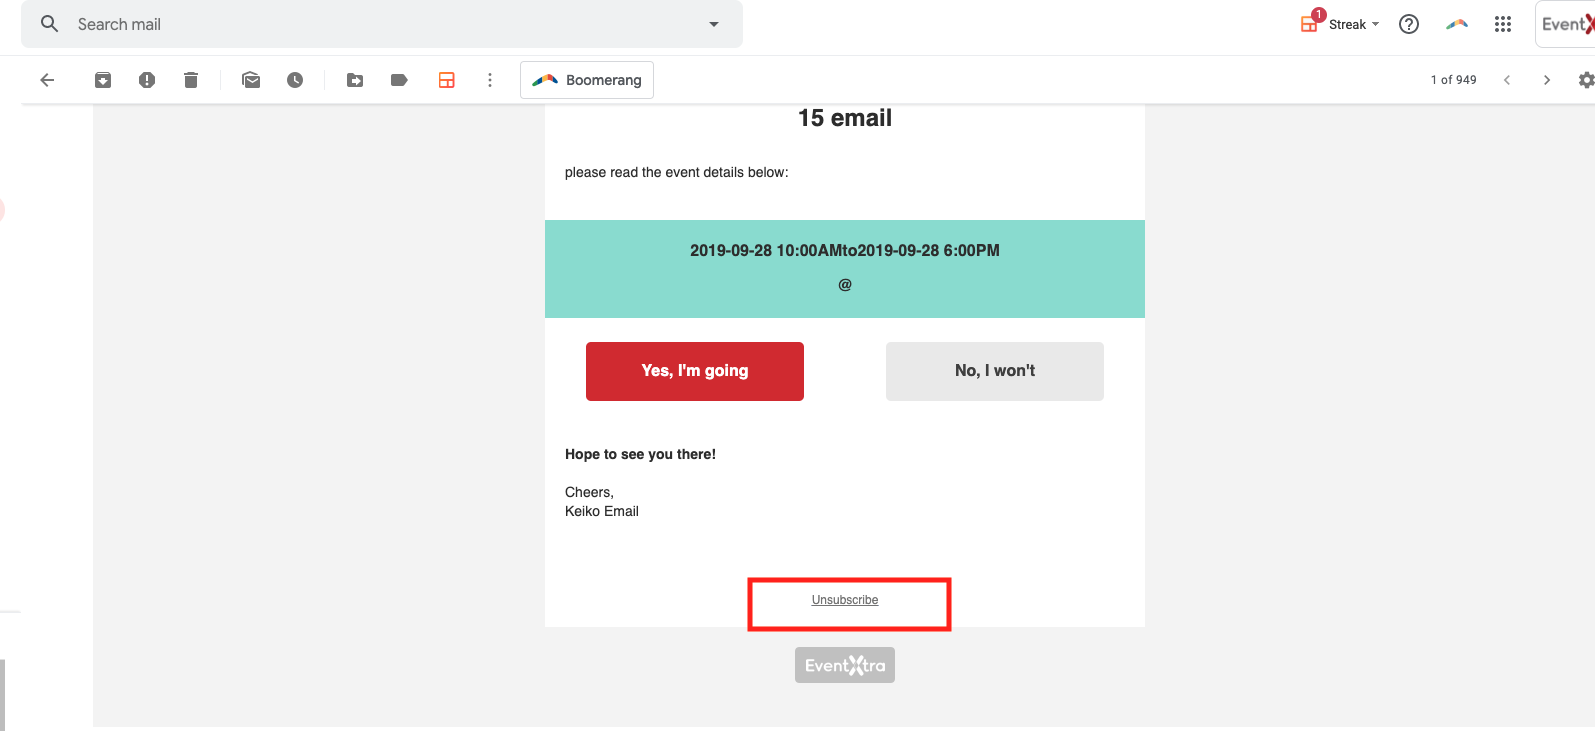 Search mail
1
Streak
EventX
Boomerang
1 of 949
15 email
please read the event details below:
2019-09-28 10:00AMto2019-09-28 6:00PM
@
Yes, I'm going
No, I won't
Hope to see you there!
Cheers,
Keiko Email
Unsubscribe
EventXtra